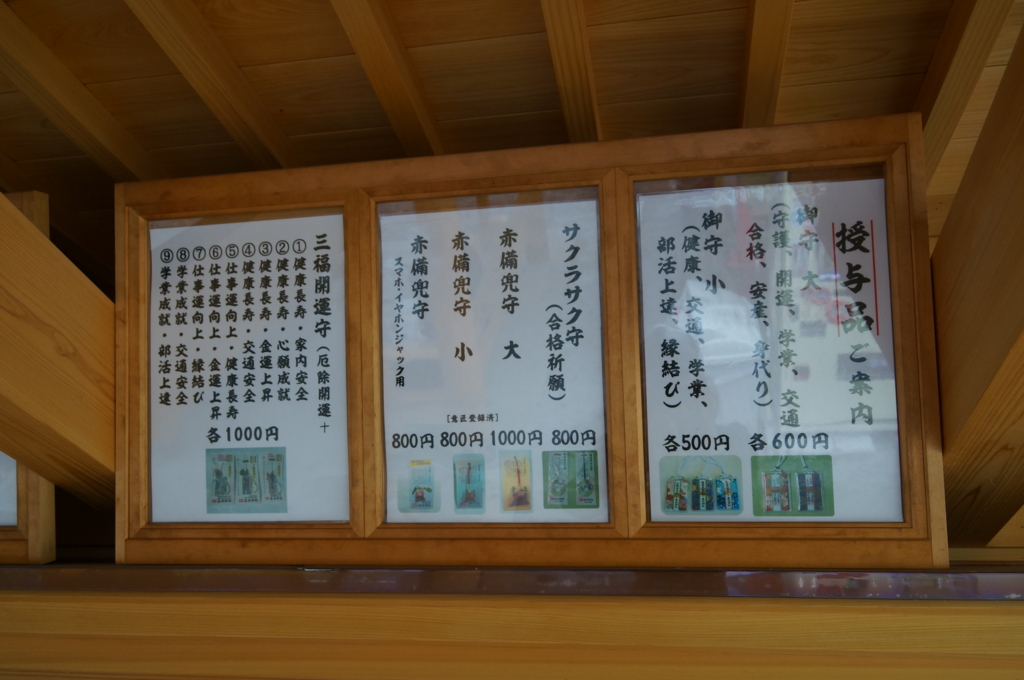 授与品ご案内
御守 大
(守護、開運、学業、交通
合格、安産、身代り)
各600円
御守 小
(健康、交通、学業、
部活上達、縁結び)
各500円
サクラサク守
(合格祈願)
800円
赤備兜守 大
1000円
赤備兜守 小
800円
赤備兜守
スマホ・イヤホンジャック用
800円
[意匠登録済]
三福開運守(厄除開運+
①健康長寿・家内安全
②健康長寿・心願成就
③健康長寿・金運上昇
④健康長寿・交通安全
⑤仕事運向上・健康長寿
⑥仕事運向上・金運上昇
⑦仕事運向上・縁結び
⑧学業成就・交通安全
⑨学業成就・部活上達
各1000円